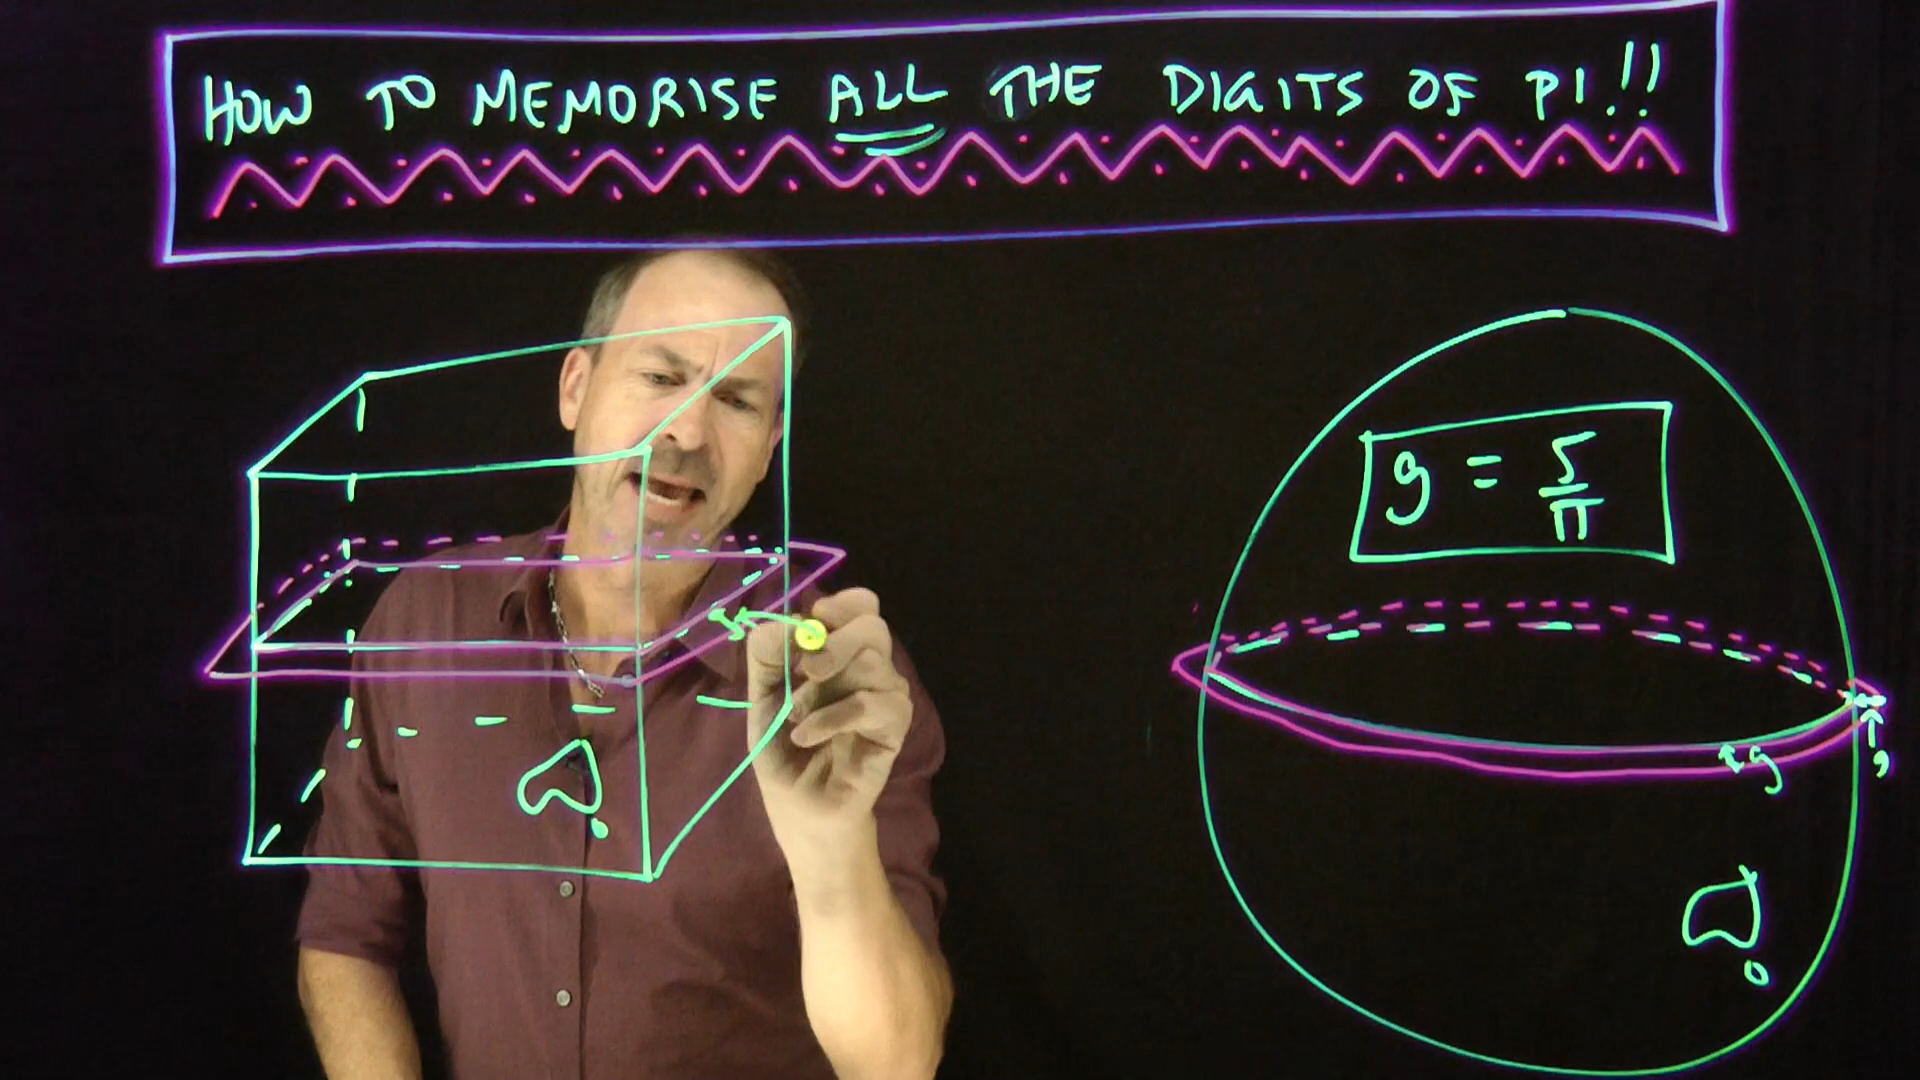 HOW TO MEMORISE ALL THE DIGITS OF PI!!
g = 5/π
g
g